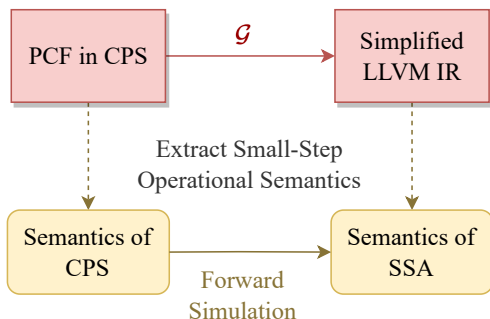 PCF in CPS
𝒢
Simplified
LLVM IR
Extract Small-Step
Operational Semantics
Semantics of
CPS
Semantics of
SSA
Forward
Simulation